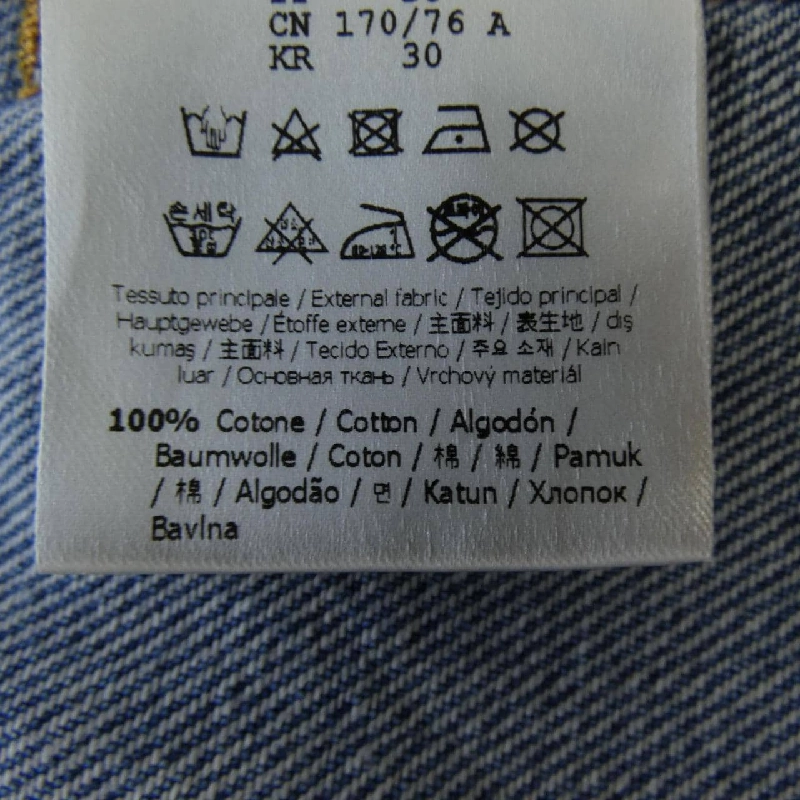 CN 170/76 A
KR 30
손세탁
Tessuto principale / External fabric / Tejido principal /
Hauptgewebe / Étoffe externe / 主面料 / 表生地 / dış
kumaş / 主面料 / Tecido Externo / 주요 소재 / Kain
luar / Основная ткань / Vrchový materiál
100% Cotone / Cotton / Algodón /
Baumwolle / Coton / 棉 / 綿 / Pamuk
/ 棉 / Algodão / 면 / Katun / Хлопок /
Bavlna